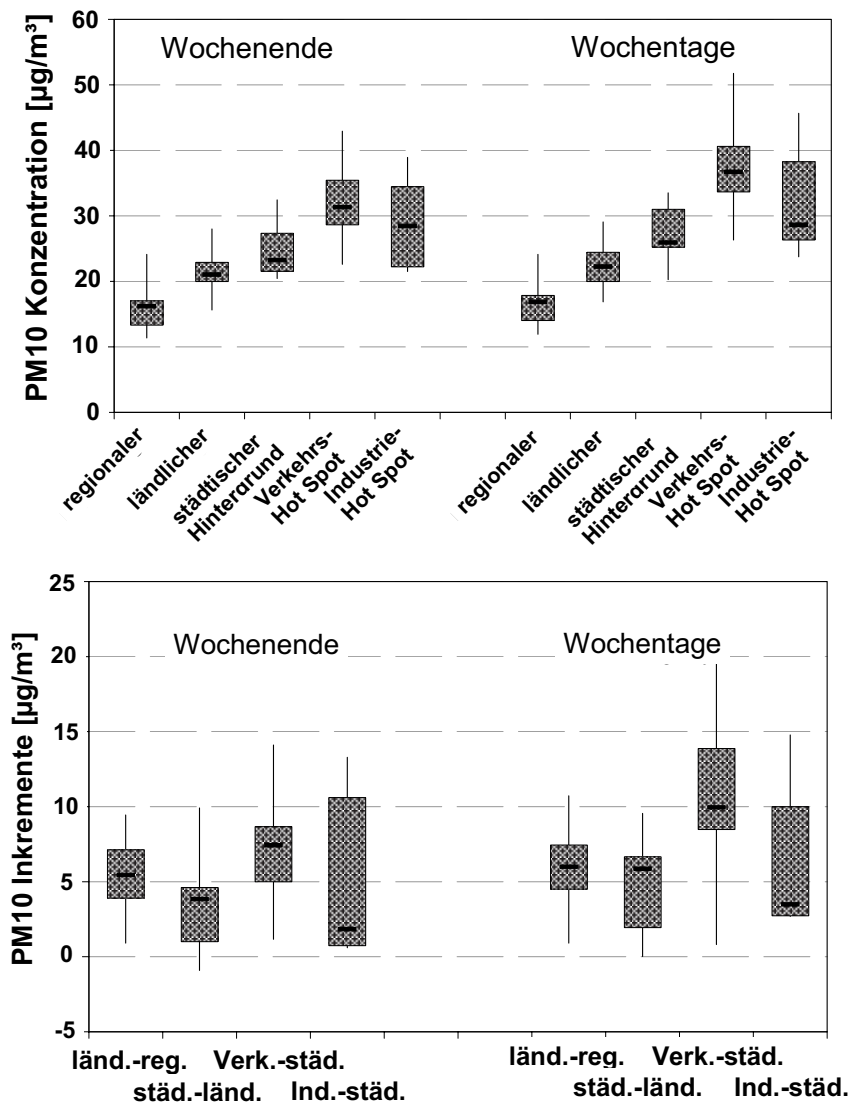 PM10 Konzentration [µg/m³]
60
50
40
30
20
10
0
Wochenende
Wochentage
regionaler
ländlicher
städtischer
Hintergrund
Verkehrs-
Hot Spot
Industrie-
Hot Spot
regionaler
ländlicher
städtischer
Hintergrund
Verkehrs-
Hot Spot
Industrie-
Hot Spot
PM10 Inkremente [µg/m³]
25
20
15
10
5
0
-5
Wochenende
Wochentage
länd.-reg.
städ.-länd.
Verk.-städ.
Ind.-städ.
länd.-reg.
städ.-länd.
Verk.-städ.
Ind.-städ.